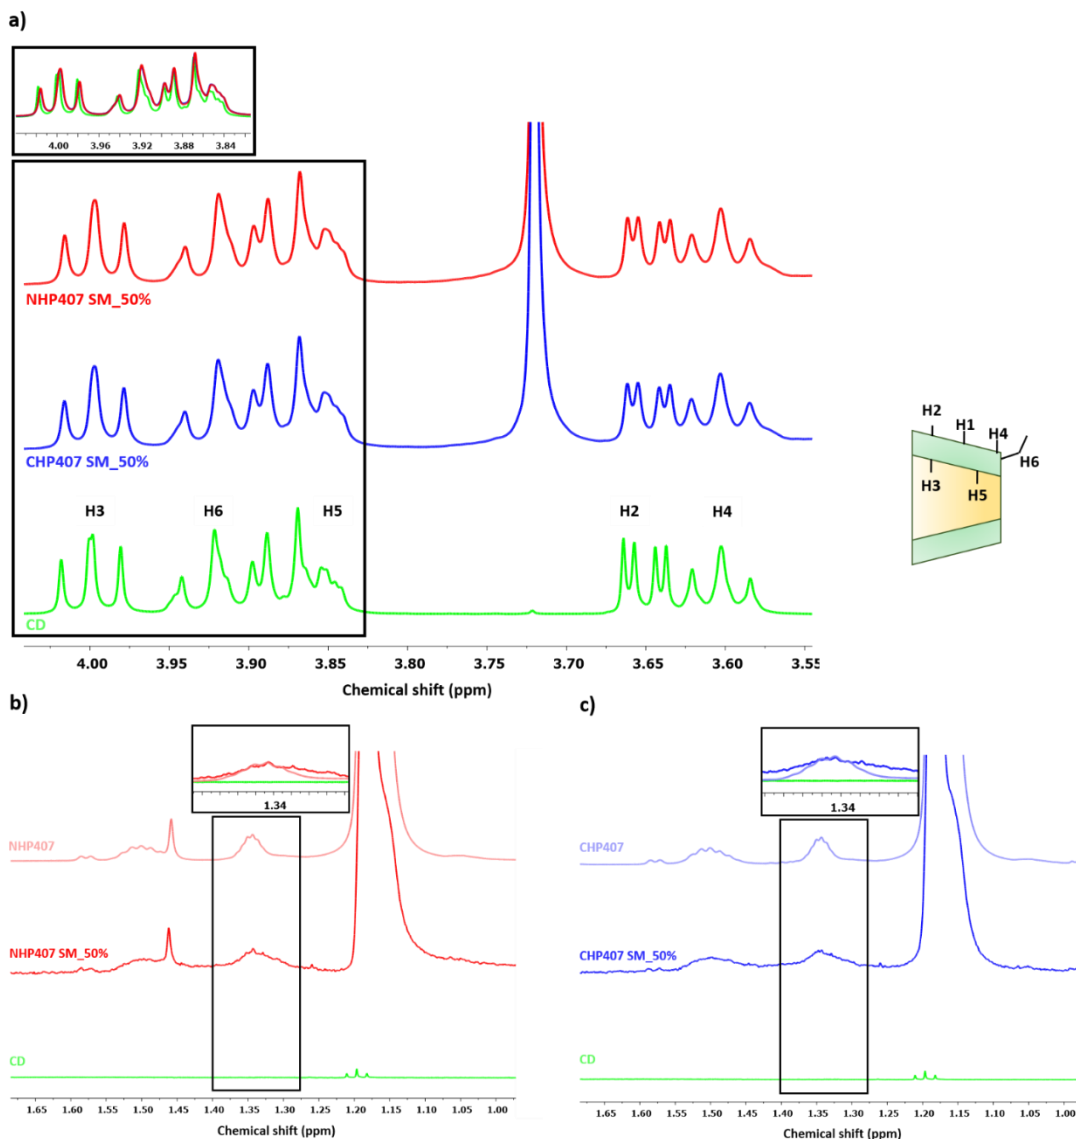 a)
4.00 3.96 3.92 3.88 3.84
NHP407 SM_50%
CHP407 SM_50%
H3 H6 H5 H2 H4
CD
4.00 3.95 3.90 3.85 3.80 3.75 3.70 3.65 3.60 3.55
Chemical shift (ppm)
H2
H1
H4
H6
H3
H5
b)
1.34
NHP407
NHP407 SM_50%
CD
1.65 1.60 1.55 1.50 1.45 1.40 1.35 1.30 1.25 1.20 1.15 1.10 1.05 1.00
Chemical shift (ppm)
c)
1.34
CHP407
CHP407 SM_50%
CD
1.65 1.60 1.55 1.50 1.45 1.40 1.35 1.30 1.25 1.20 1.15 1.10 1.05 1.00
Chemical shift (ppm)